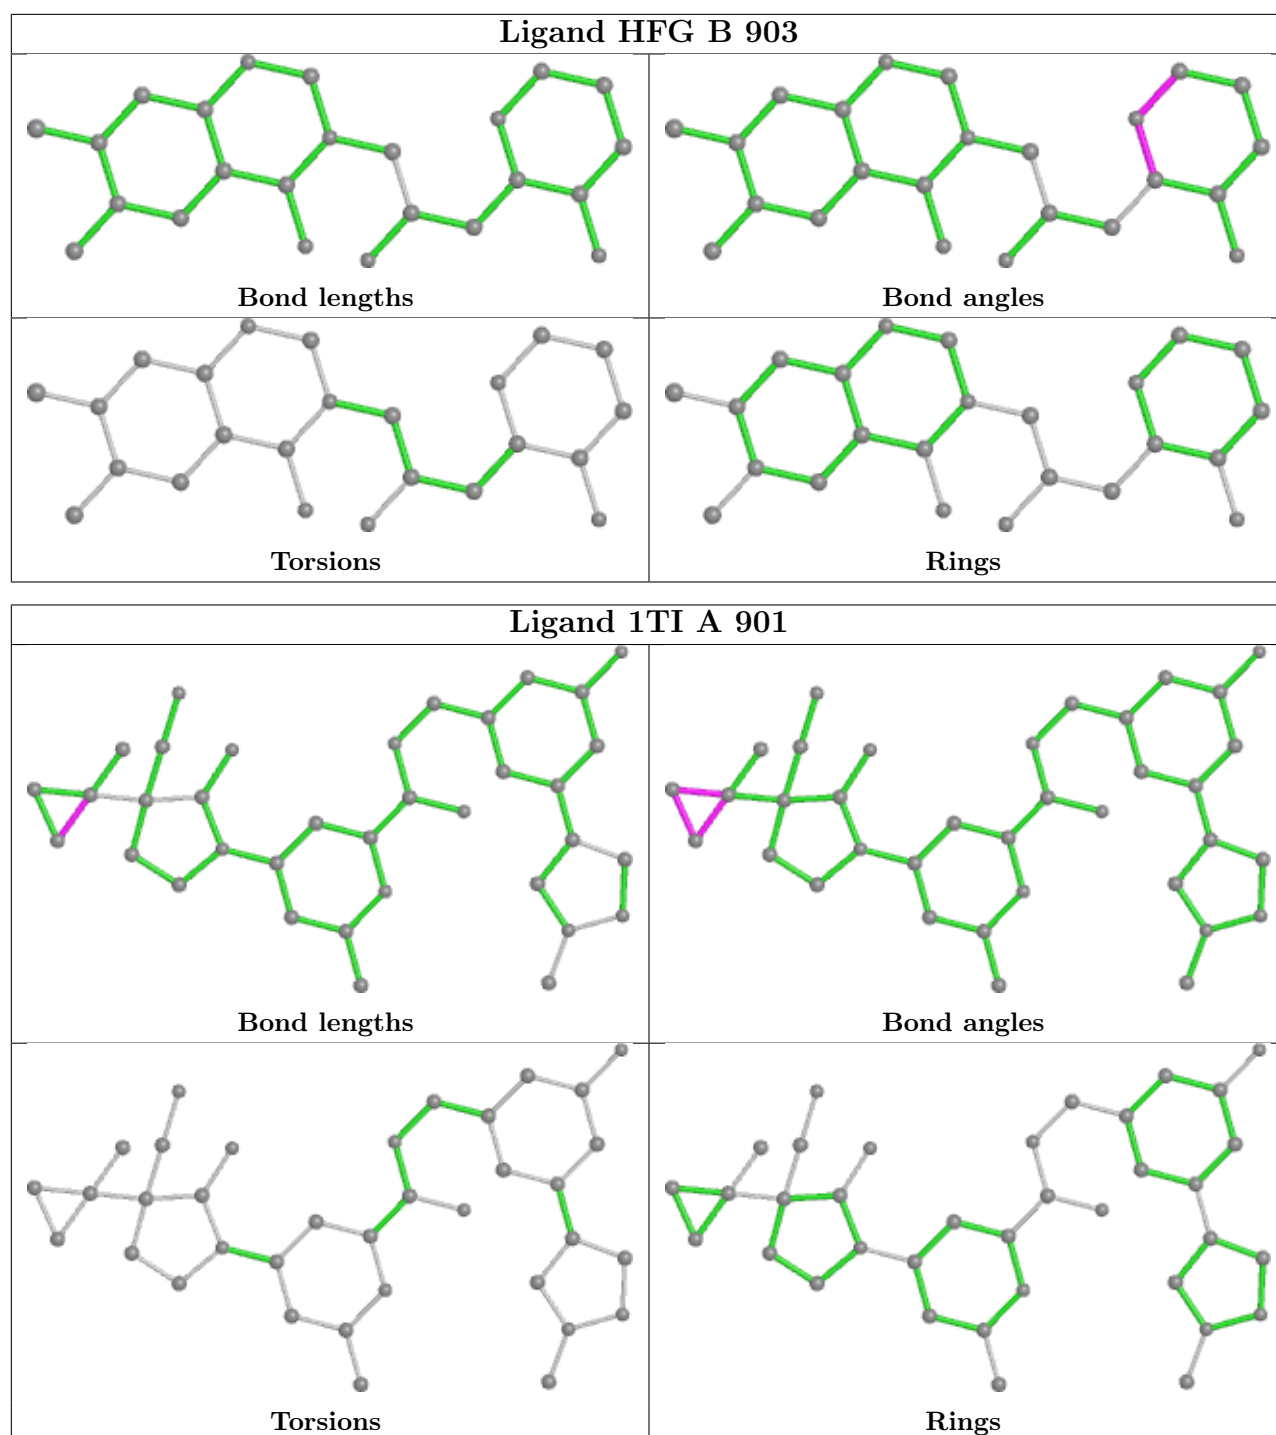 Ligand HFG B 903
Bond lengths
Bond angles
Torsions
Rings
Ligand 1TI A 901
Bond lengths
Bond angles
Torsions
Rings